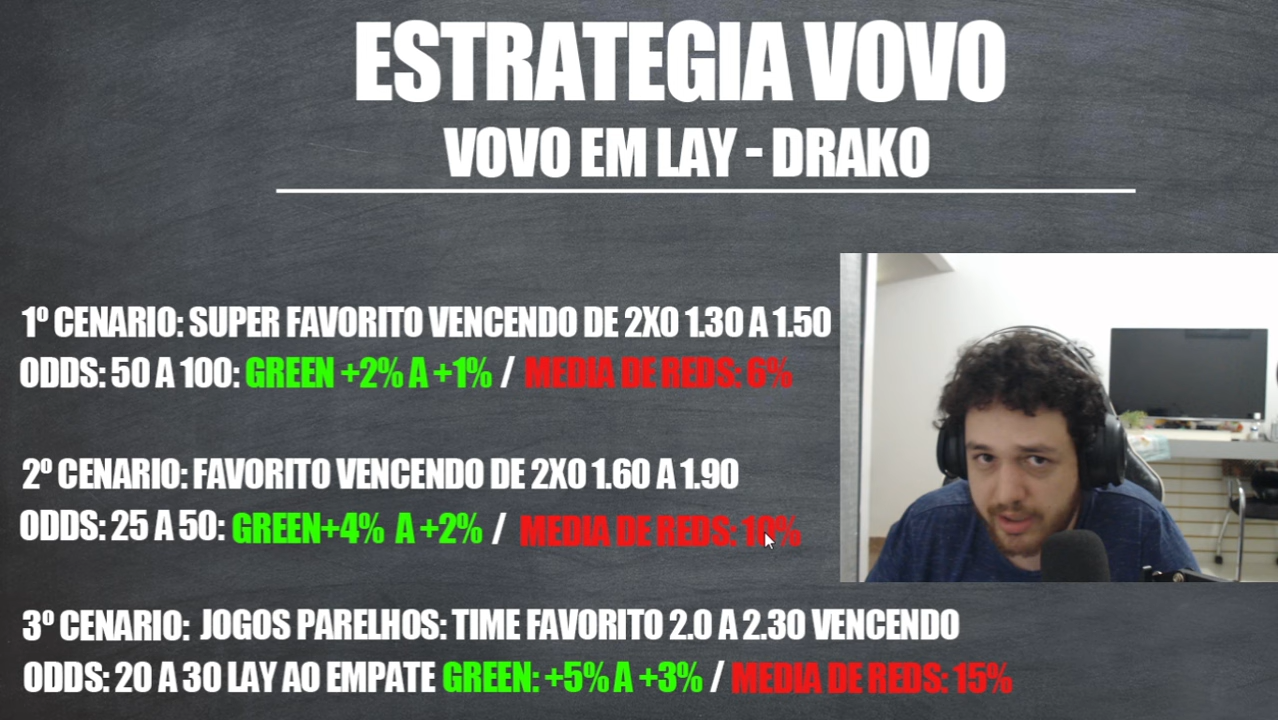 ESTRATEGIA VOVO
VOVO EM LAY - DRAKO
1º CENARIO: SUPER FAVORITO VENCENDO DE 2X0 1.30 A 1.50
ODDS: 50 A 100: GREEN +2% A +1% / MEDIA DE REDS: 6%
2º CENARIO: FAVORITO VENCENDO DE 2X0 1.60 A 1.90
ODDS: 25 A 50: GREEN+4% A +2% / MEDIA DE REDS: 10%
3º CENARIO: JOGOS PARELHOS: TIME FAVORITO 2.0 A 2.30 VENCENDO
ODDS: 20 A 30 LAY AO EMPATE GREEN: +5% A +3% / MEDIA DE REDS: 15%